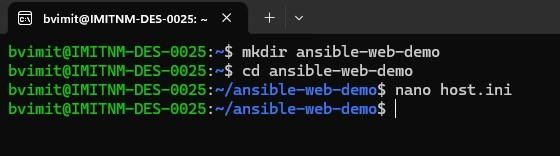 bvimit@IMITNM-DES-0025: ~
bvimit@IMITNM-DES-0025:~$ mkdir ansible-web-demo
bvimit@IMITNM-DES-0025:~$ cd ansible-web-demo
bvimit@IMITNM-DES-0025:~/ansible-web-demo$ nano host.ini
bvimit@IMITNM-DES-0025:~/ansible-web-demo$